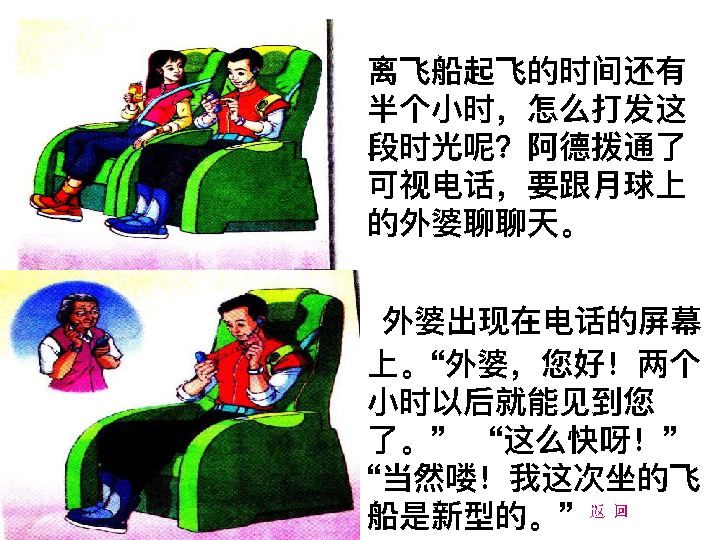 离飞船起飞的时间还有
半个小时，怎么打发这
段时光呢？阿德拨通了
可视电话，要跟月球上
的外婆聊聊天。
外婆出现在电话的屏幕
上。“外婆，您好！两个
小时以后就能见到您
了。” “这么快呀！”
“当然喽！我这次坐的飞
船是新型的。”
返 回